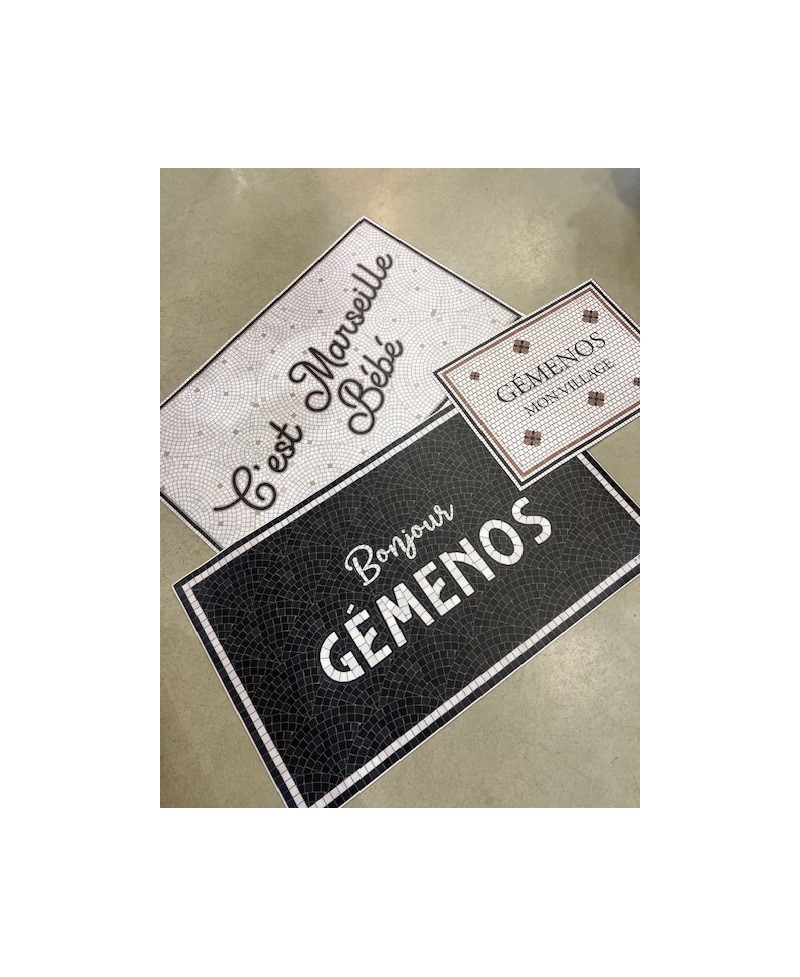 C'est Marseille
Bébé
GÉMENOS
MON VILLAGE
Bonjour
GÉMENOS